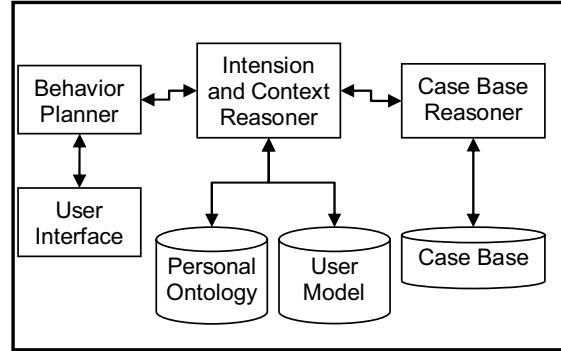 Behavior
Planner
Intension
and Context
Reasoner
Case Base
Reasoner
User
Interface
Personal
Ontology
User
Model
Case Base